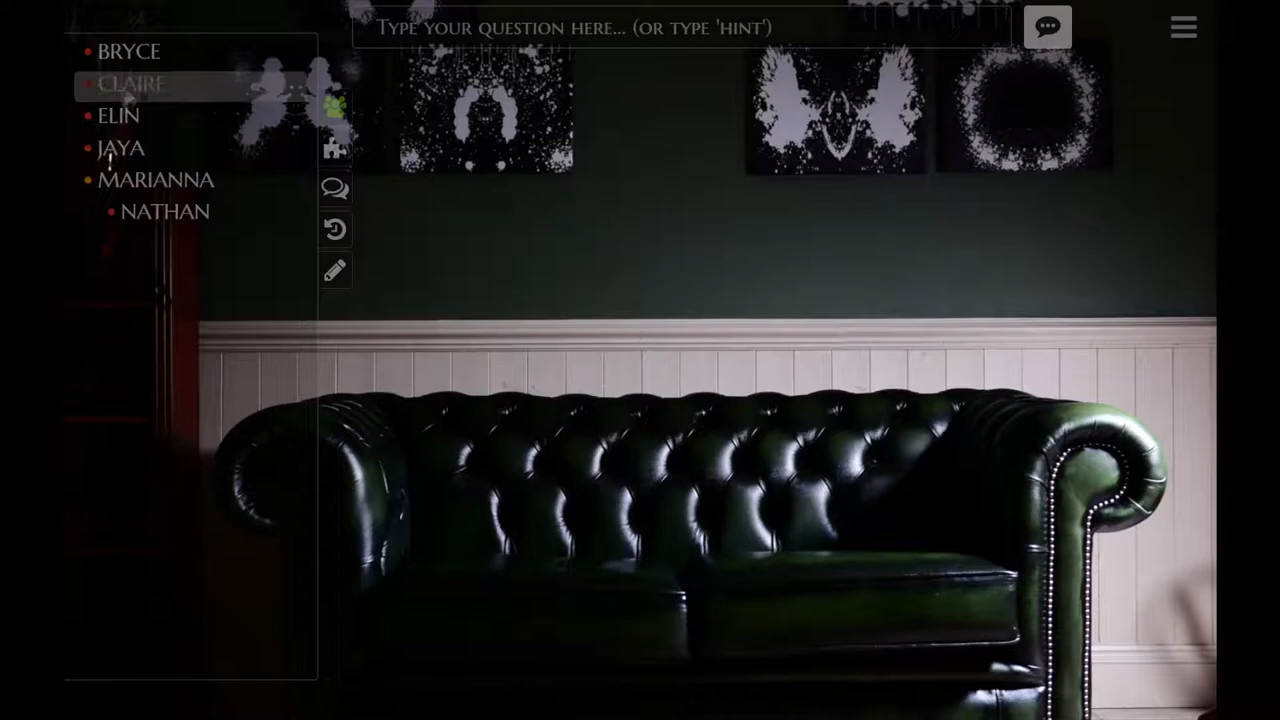 Type your question here... (or type 'hint')
BRYCE
CLAIRE
ELIN
JAYA
MARIANNA
NATHAN